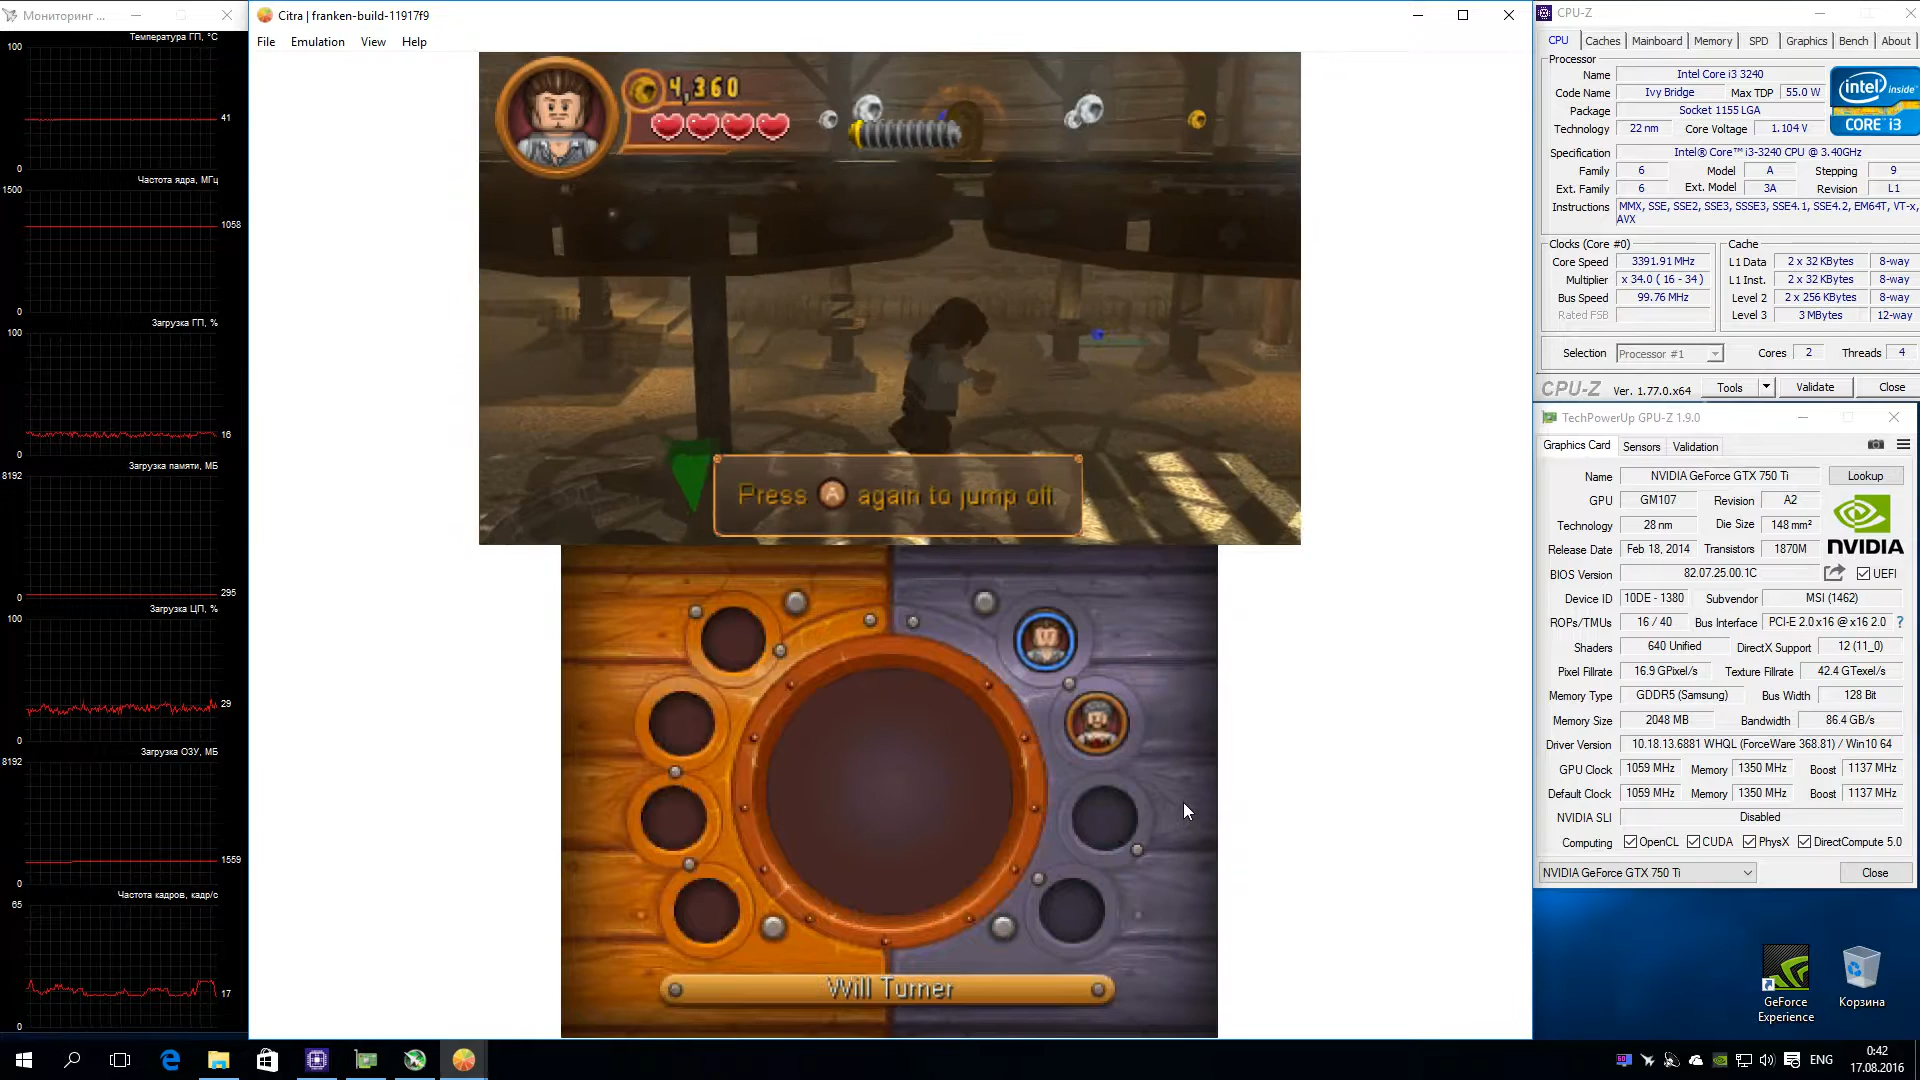 Мониторинг ...
Температура ГП, °C
100
41
0
Частота ядра, МГц
1500
1058
0
Загрузка ГП, %
100
16
0
Загрузка памяти, МБ
8192
295
0
Загрузка ЦП, %
100
29
0
Загрузка ОЗУ, МБ
8192
1559
0
Частота кадров, кадр/с
65
17
0
Citra | franken-build-11917f9
File Emulation View Help
4,360
Press A again to jump off.
Will Turner
CPU-Z
CPU Caches Mainboard Memory SPD Graphics Bench About
Processor
Name Intel Core i3 3240
Code Name Ivy Bridge Max TDP 55.0 W
Package Socket 1155 LGA
Technology 22 nm Core Voltage 1.104 V
intel inside™
CORE i3
Specification Intel® Core™ i3-3240 CPU @ 3.40GHz
Family 6 Model A Stepping 9
Ext. Family 6 Ext. Model 3A Revision L1
Instructions MMX, SSE, SSE2, SSE3, SSSE3, SSE4.1, SSE4.2, EM64T, VT-x,
AVX
Clocks (Core #0)
Core Speed 3391.91 MHz
Multiplier x 34.0 ( 16 - 34 )
Bus Speed 99.76 MHz
Rated FSB
Cache
L1 Data 2 x 32 KBytes 8-way
L1 Inst. 2 x 32 KBytes 8-way
Level 2 2 x 256 KBytes 8-way
Level 3 3 MBytes 12-way
Selection Processor #1 Cores 2 Threads 4
CPU-Z Ver. 1.77.0.x64 Tools Validate Close
TechPowerUp GPU-Z 1.9.0
Graphics Card Sensors Validation
Name NVIDIA GeForce GTX 750 Ti Lookup
GPU GM107 Revision A2
Technology 28 nm Die Size 148 mm²
Release Date Feb 18, 2014 Transistors 1870M
NVIDIA
BIOS Version 82.07.25.00.1C UEFI
Device ID 10DE - 1380 Subvendor MSI (1462)
ROPs/TMUs 16 / 40 Bus Interface PCI-E 2.0 x16 @ x16 2.0 ?
Shaders 640 Unified DirectX Support 12 (11_0)
Pixel Fillrate 16.9 GPixel/s Texture Fillrate 42.4 GTexel/s
Memory Type GDDR5 (Samsung) Bus Width 128 Bit
Memory Size 2048 MB Bandwidth 86.4 GB/s
Driver Version 10.18.13.6881 WHQL (ForceWare 368.81) / Win10 64
GPU Clock 1059 MHz Memory 1350 MHz Boost 1137 MHz
Default Clock 1059 MHz Memory 1350 MHz Boost 1137 MHz
NVIDIA SLI Disabled
Computing OpenCL CUDA PhysX DirectCompute 5.0
NVIDIA GeForce GTX 750 Ti Close
GeForce
Experience
Корзина
ENG
0:42
17.08.2016